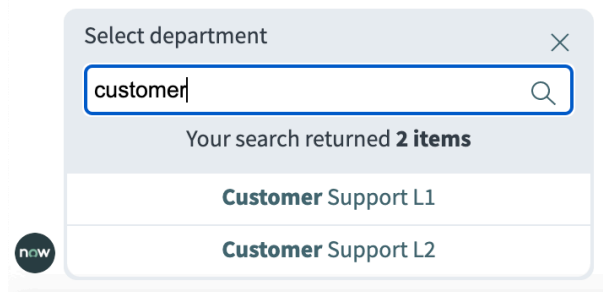 Select department
customer
Your search returned 2 items
Customer Support L1
Customer Support L2
now